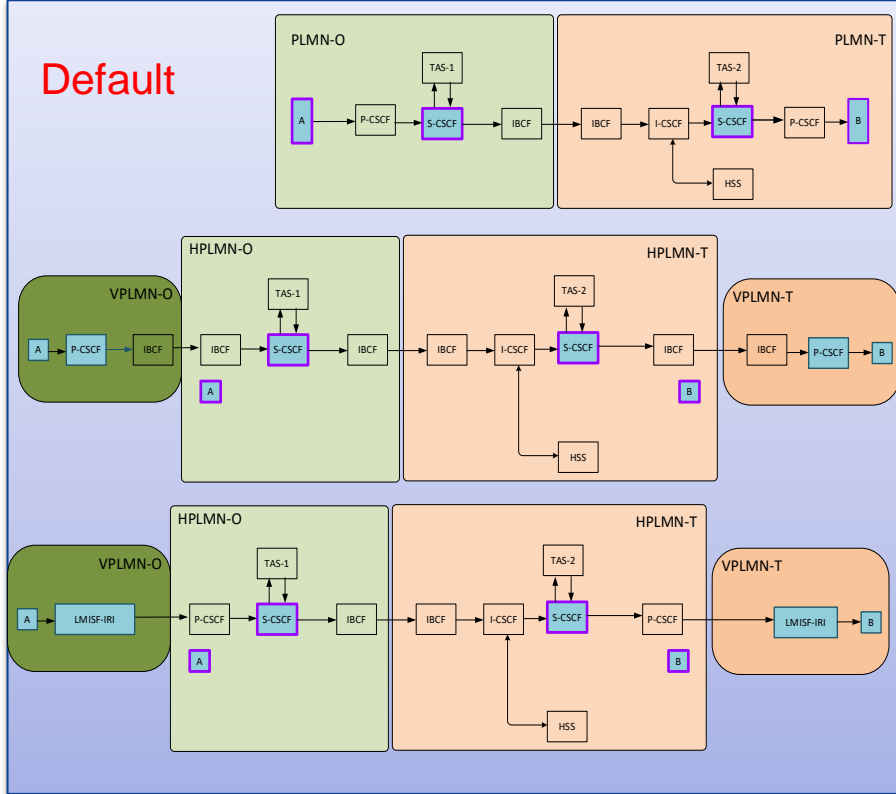 Default
PLMN-O
PLMN-T
TAS-1
TAS-2
A
P-CSCF
S-CSCF
IBCF
IBCF
I-CSCF
S-CSCF
P-CSCF
B
HSS
VPLMN-O
HPLMN-O
HPLMN-T
VPLMN-T
TAS-1
TAS-2
A
P-CSCF
IBCF
IBCF
S-CSCF
IBCF
IBCF
I-CSCF
S-CSCF
IBCF
IBCF
P-CSCF
B
A
B
HSS
VPLMN-O
HPLMN-O
HPLMN-T
VPLMN-T
TAS-1
TAS-2
A
LMISF-IRI
P-CSCF
S-CSCF
IBCF
IBCF
I-CSCF
S-CSCF
P-CSCF
LMISF-IRI
B
A
B
HSS